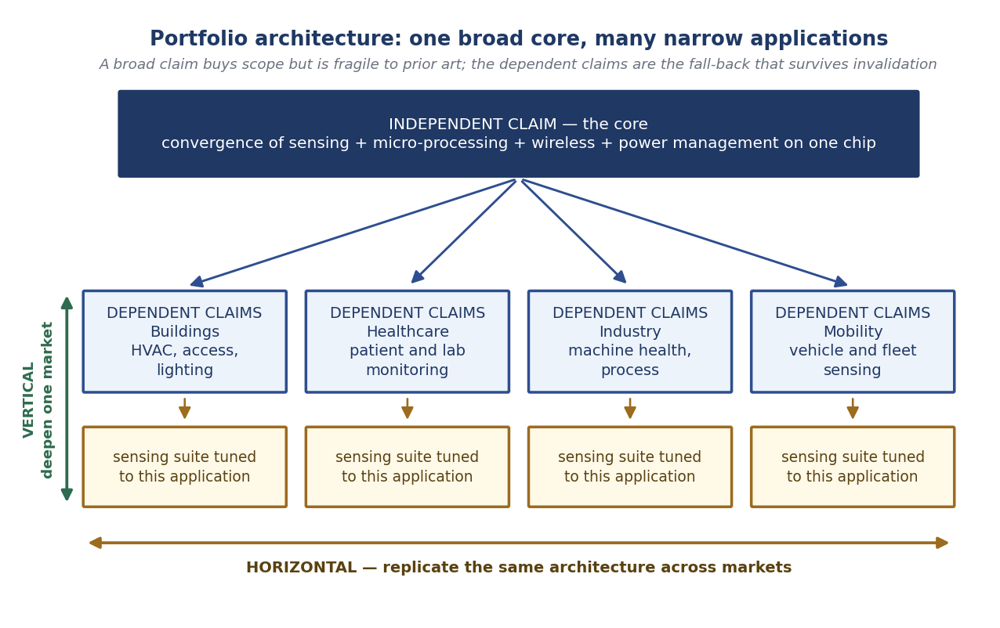 Portfolio architecture: one broad core, many narrow applications
A broad claim buys scope but is fragile to prior art; the dependent claims are the fall-back that survives invalidation
INDEPENDENT CLAIM — the core
convergence of sensing + micro-processing + wireless + power management on one chip
DEPENDENT CLAIMS
Buildings
HVAC, access,
lighting
DEPENDENT CLAIMS
Healthcare
patient and lab
monitoring
DEPENDENT CLAIMS
Industry
machine health,
process
DEPENDENT CLAIMS
Mobility
vehicle and fleet
sensing
VERTICAL
deepen one market
sensing suite tuned
to this application
sensing suite tuned
to this application
sensing suite tuned
to this application
sensing suite tuned
to this application
HORIZONTAL — replicate the same architecture across markets